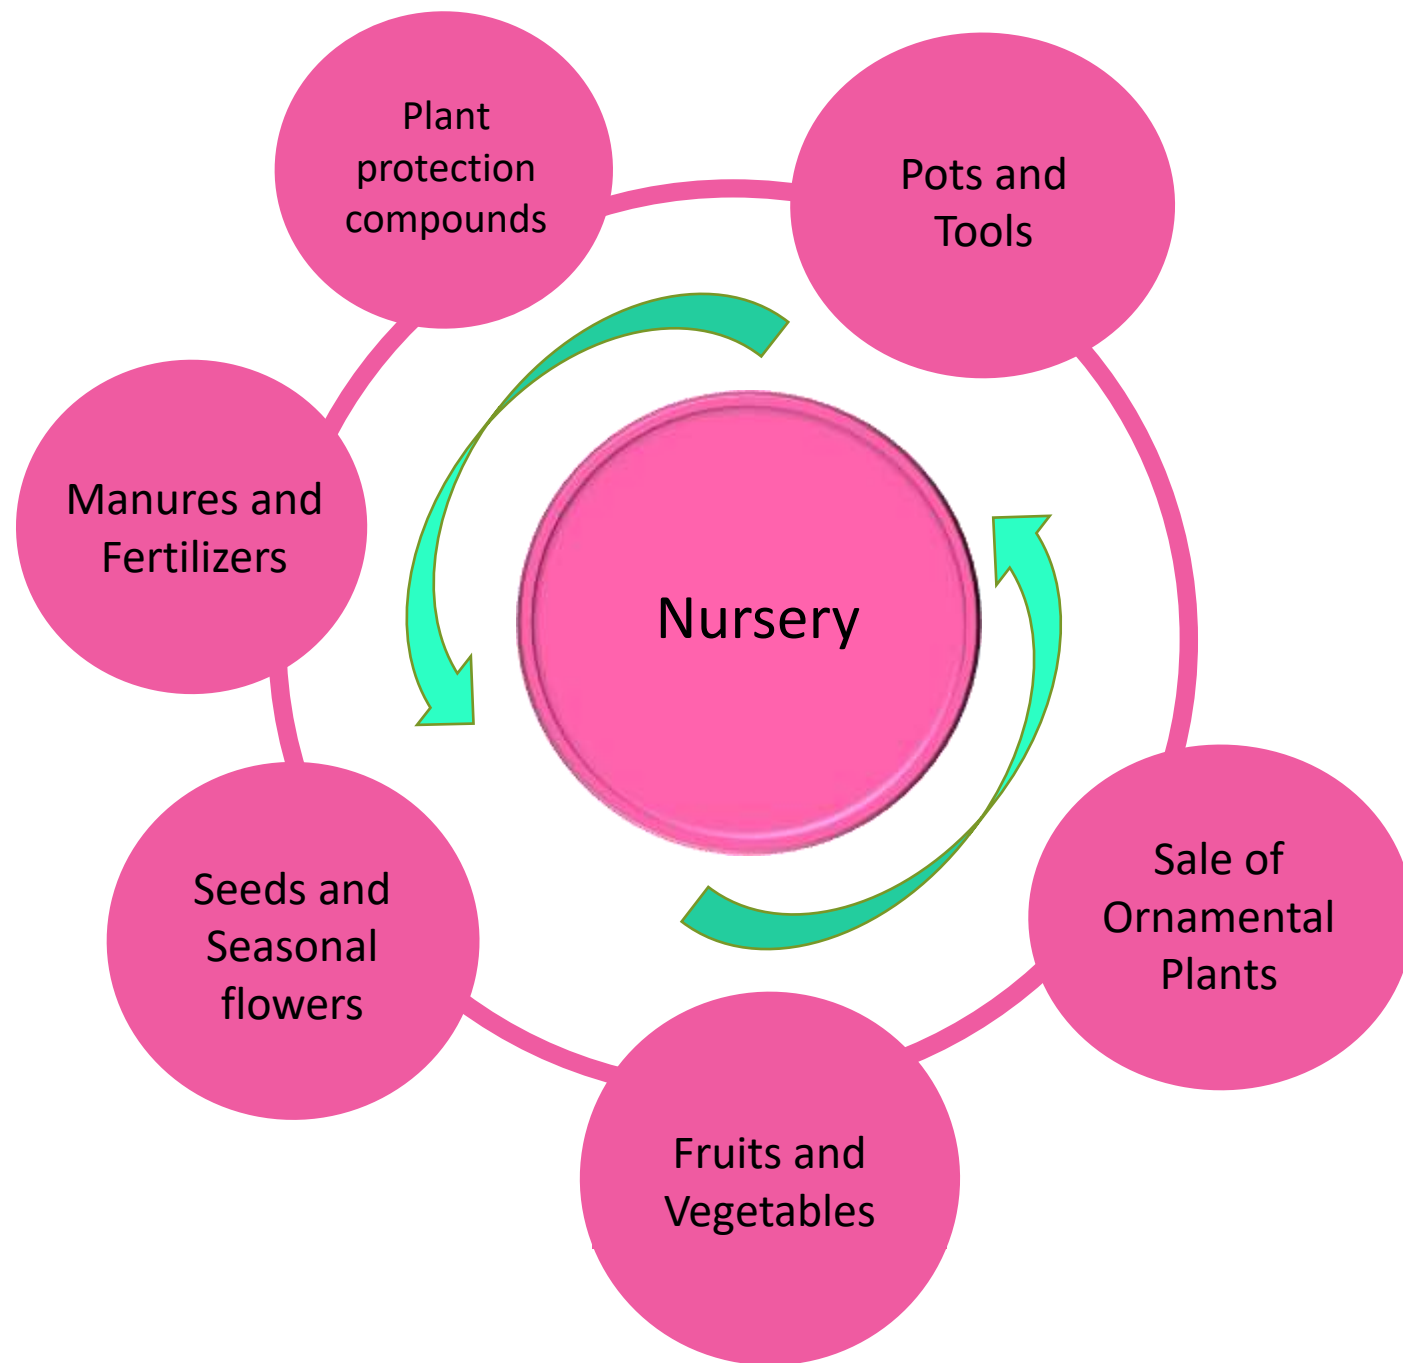 Plant
protection
compounds
Pots and
Tools
Manures and
Fertilizers
Nursery
Seeds and
Seasonal
flowers
Sale of
Ornamental
Plants
Fruits and
Vegetables